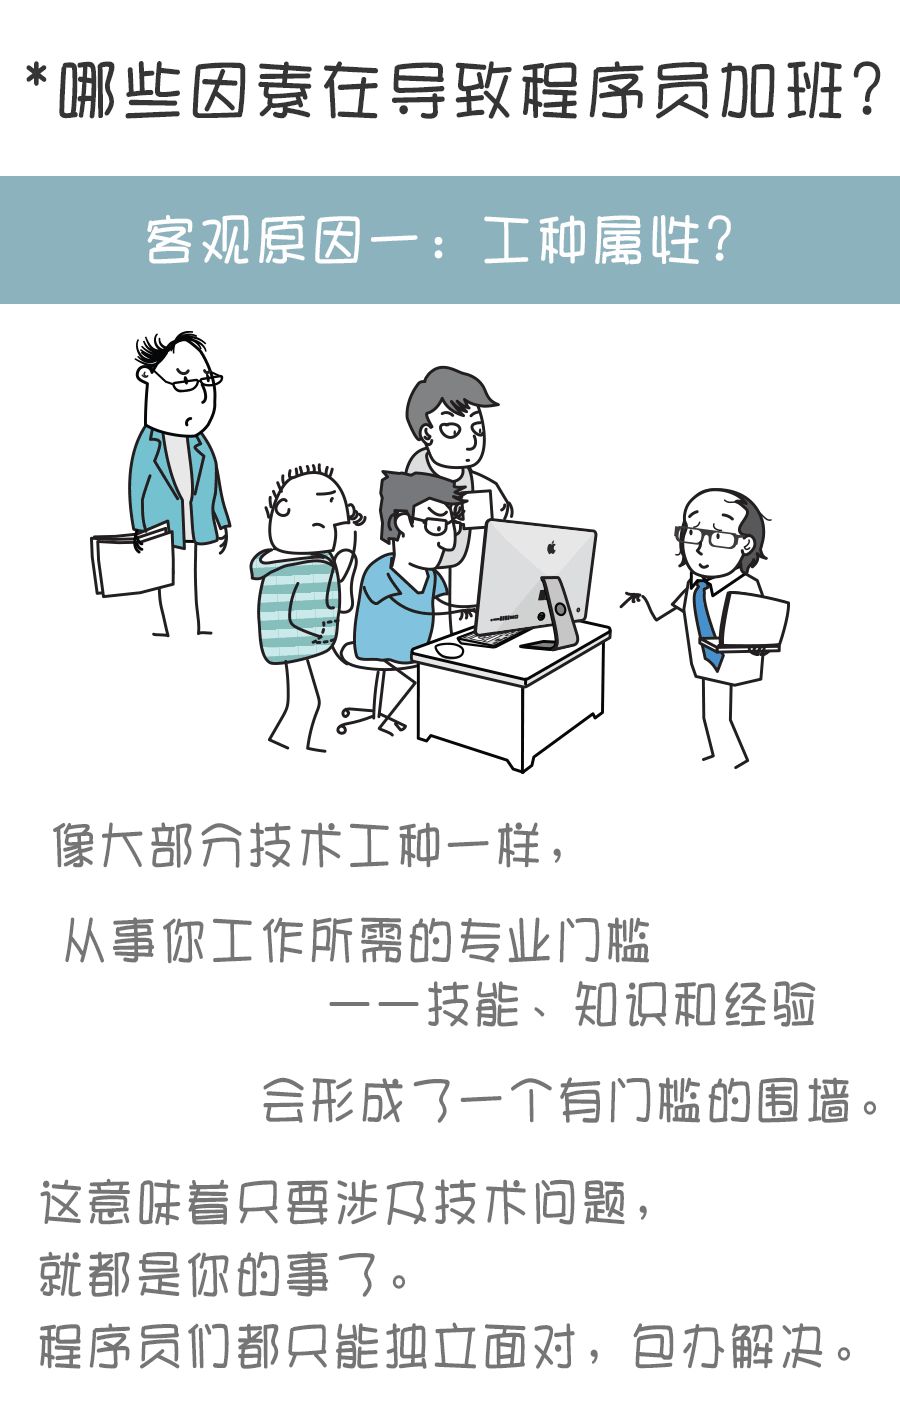 *哪些因素在导致程序员加班?
客观原因一：工种属性?
像大部分技术工种一样，
从事你工作所需的专业门槛
——技能、知识和经验
会形成了一个有门槛的围墙。
这意味着只要涉及技术问题，
就都是你的事了。
程序员们都只能独立面对，包办解决。